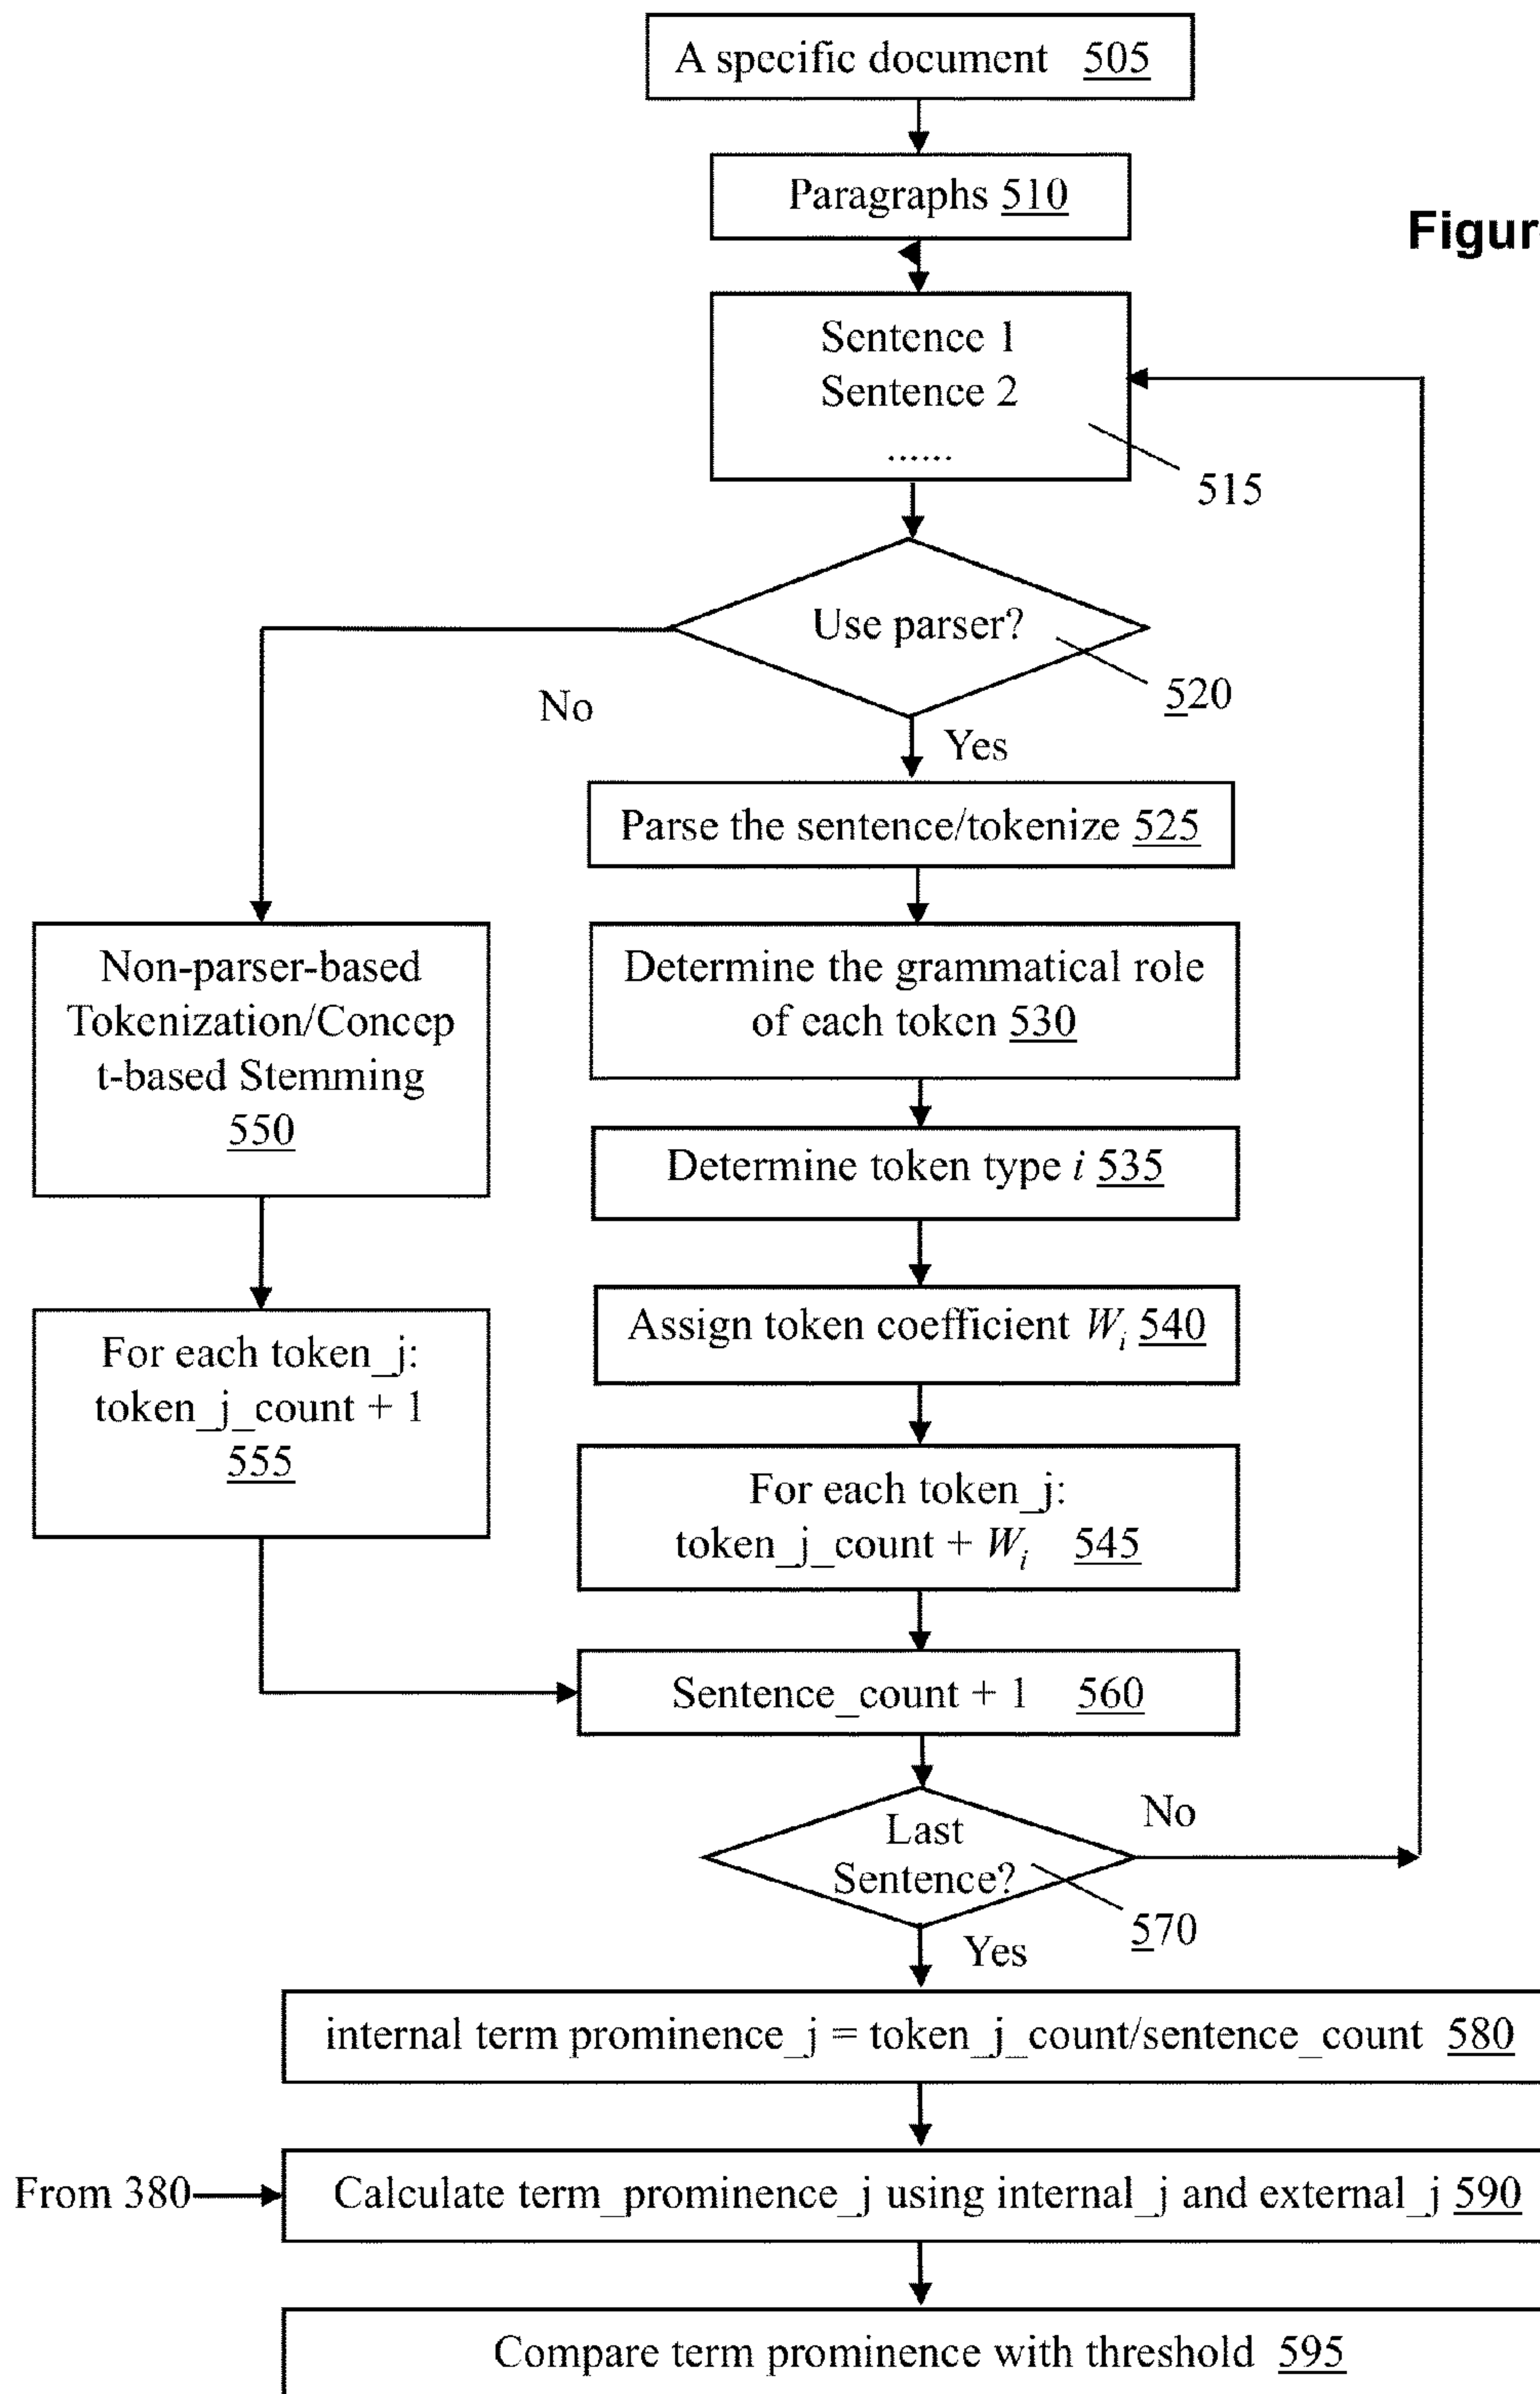 A specific document 505
Paragraphs 510
Figur
Sentence 1
Sentence 2
......
515
Use parser?
520
No
Yes
Parse the sentence/tokenize 525
Non-parser-based
Tokenization/Concep
t-based Stemming
550
Determine the grammatical role
of each token 530
Determine token type i 535
Assign token coefficient Wi 540
For each token_j:
token_j_count + 1
555
For each token_j:
token_j_count + Wi 545
Sentence_count + 1 560
Last
Sentence?
No
570
Yes
internal term prominence_j = token_j_count/sentence_count 580
From 380
Calculate term_prominence_j using internal_j and external_j 590
Compare term prominence with threshold 595